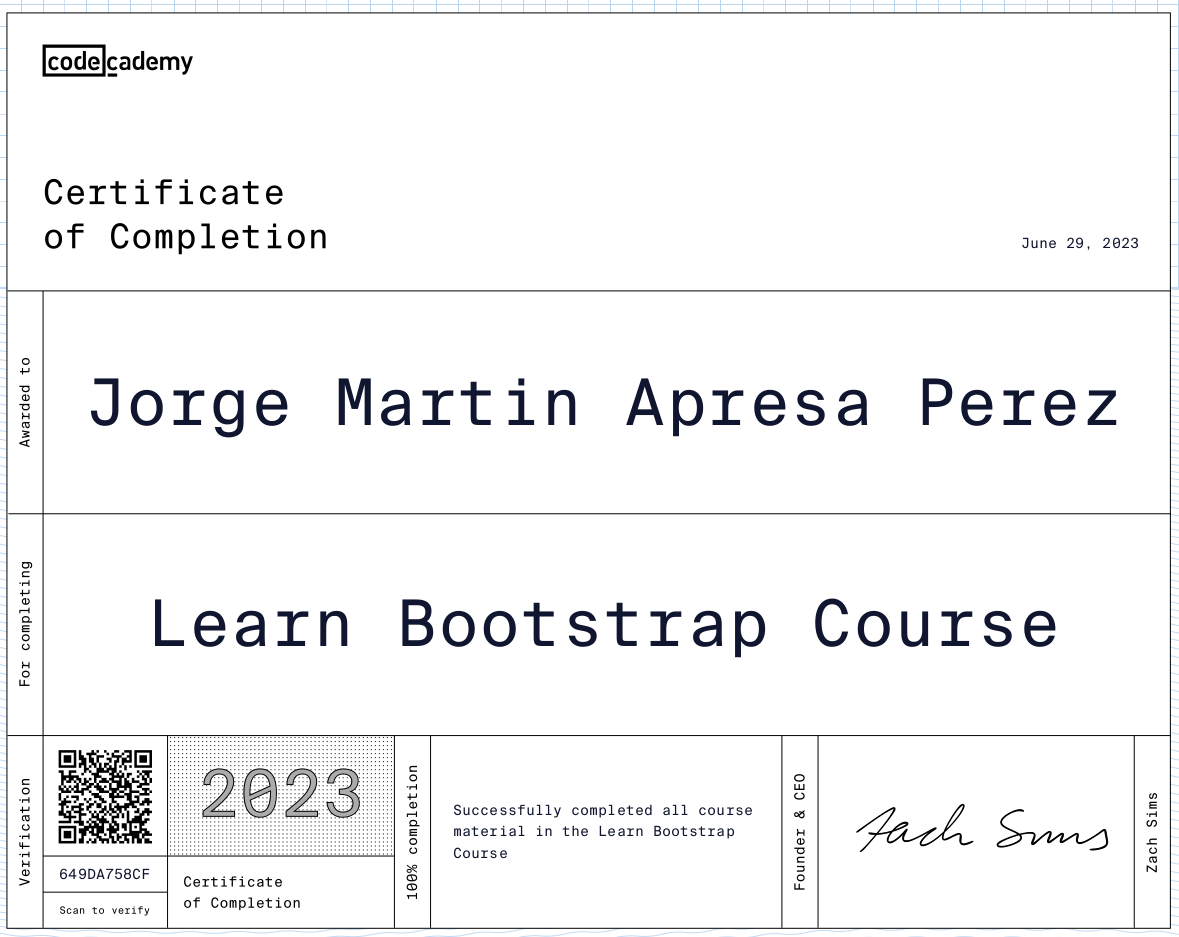 codecademy
Certificate
of Completion
June 29, 2023
Awarded to
Jorge Martin Apresa Perez
For completing
Learn Bootstrap Course
Verification
649DA758CF
Scan to verify
2023
Certificate
of Completion
100% completion
Successfully completed all course
material in the Learn Bootstrap
Course
Founder & CEO
Zach Sims
Zach Sims